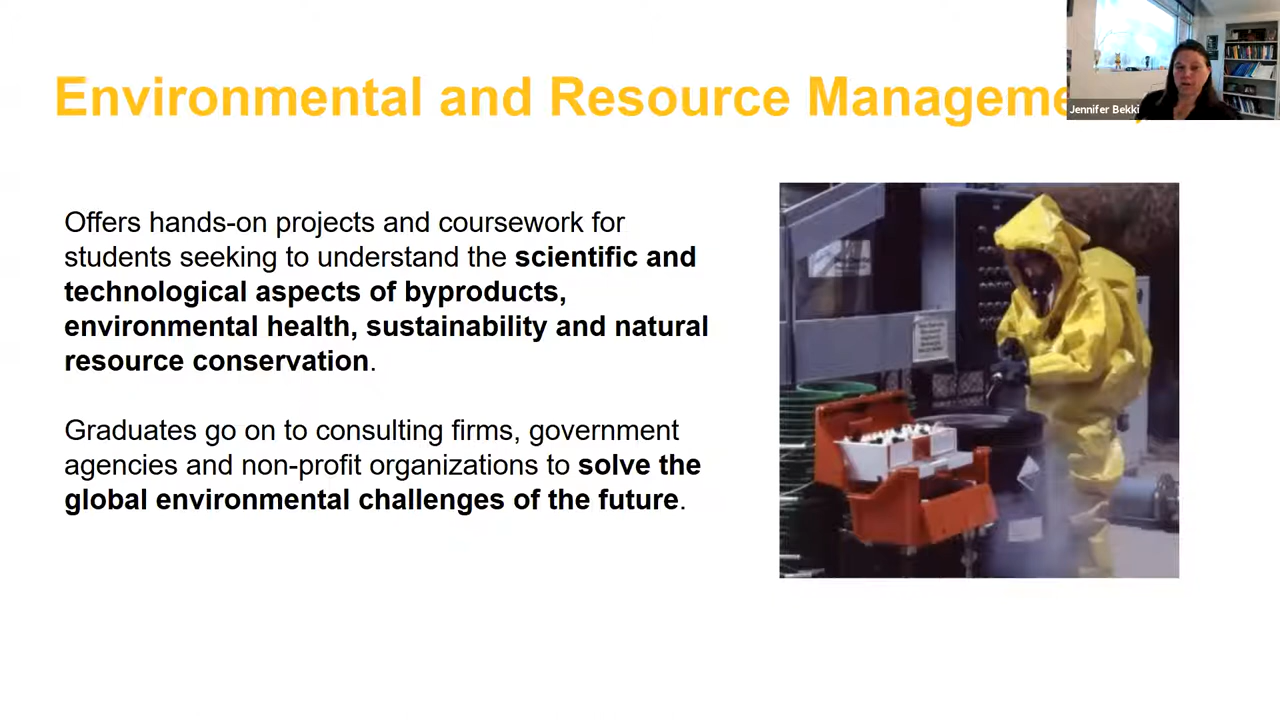 Environmental and Resource Manageme
Jennifer Bekki
Offers hands-on projects and coursework for
students seeking to understand the scientific and
technological aspects of byproducts,
environmental health, sustainability and natural
resource conservation.
Graduates go on to consulting firms, government
agencies and non-profit organizations to solve the
global environmental challenges of the future.